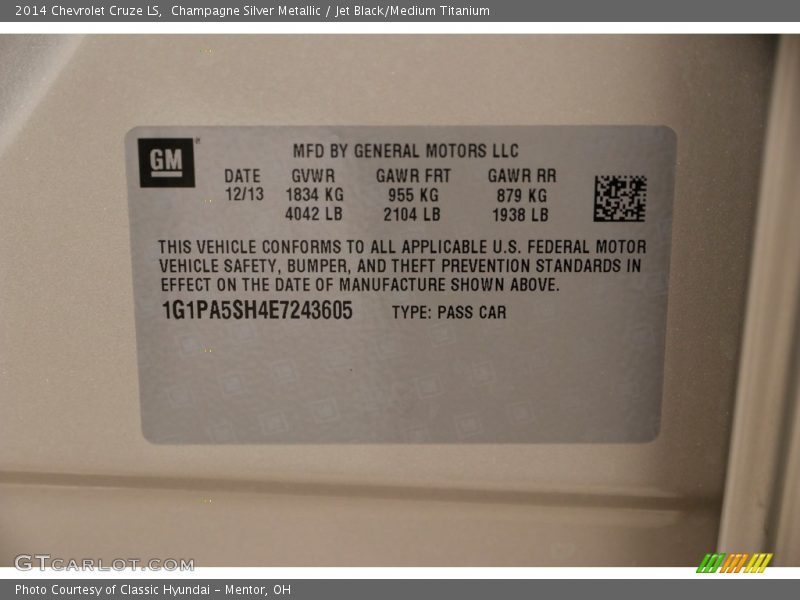 2014 Chevrolet Cruze LS,  Champagne Silver Metallic / Jet Black/Medium Titanium
GM
MFD BY GENERAL MOTORS LLC
DATE GVWR GAWR FRT GAWR RR
12/13 1834 KG 955 KG 879 KG
4042 LB 2104 LB 1938 LB
THIS VEHICLE CONFORMS TO ALL APPLICABLE U.S. FEDERAL MOTOR
VEHICLE SAFETY, BUMPER, AND THEFT PREVENTION STANDARDS IN
EFFECT ON THE DATE OF MANUFACTURE SHOWN ABOVE.
1G1PA5SH4E7243605 TYPE: PASS CAR
GTCARLOT.COM
Photo Courtesy of Classic Hyundai - Mentor, OH